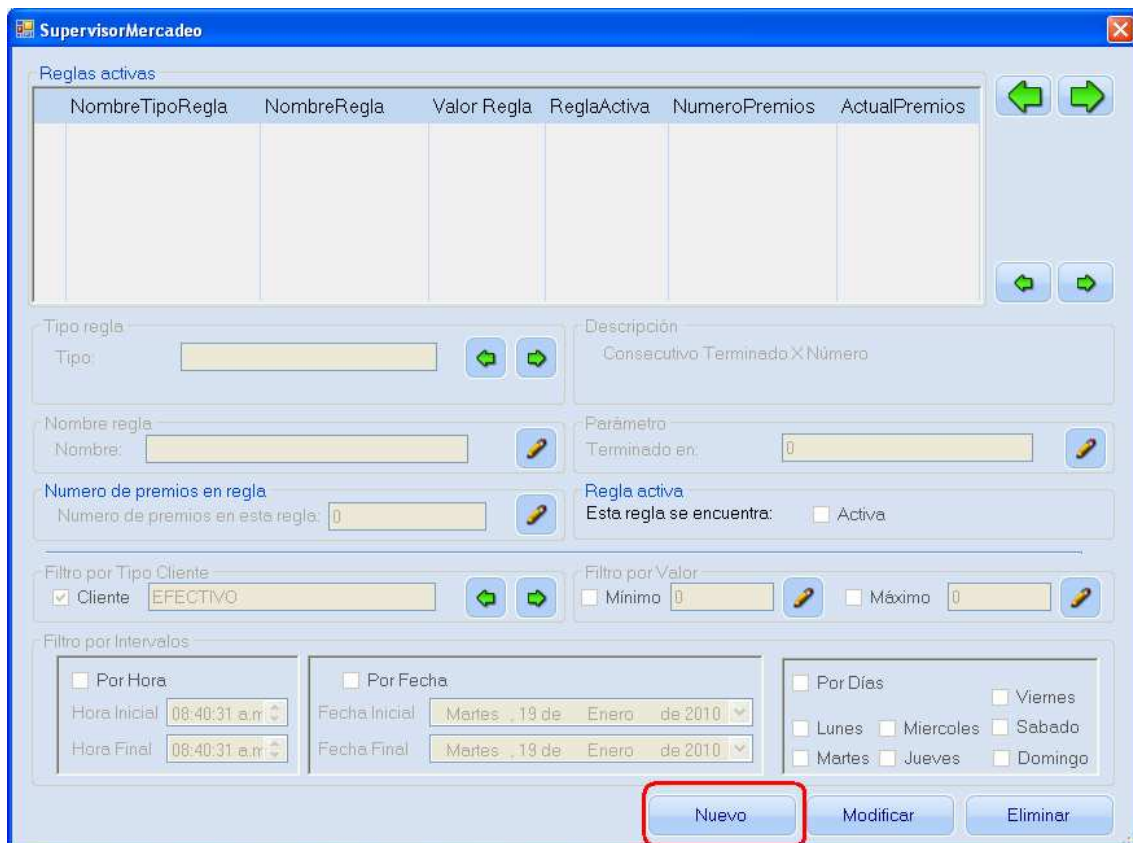 SupervisorMercadeo
Reglas activas
NombreTipoRegla NombreRegla Valor Regla ReglaActiva NumeroPremios ActualPremios
Tipo regla
Tipo:
Descripción
Consecutivo Terminado X Número
Nombre regla
Nombre:
Parámetro
Terminado en: 0
Numero de premios en regla
Numero de premios en esta regla: 0
Regla activa
Esta regla se encuentra: Activa
Filtro por Tipo Cliente
Cliente EFECTIVO
Filtro por Valor
Mínimo 0 Máximo 0
Filtro por Intervalos
Por Hora
Hora Inicial 08:40:31 a.m
Hora Final 08:40:31 a.m
Por Fecha
Fecha Inicial Martes , 19 de Enero de 2010
Fecha Final Martes , 19 de Enero de 2010
Por Días
Viernes
Lunes Miercoles Sabado
Martes Jueves Domingo
Nuevo Modificar Eliminar